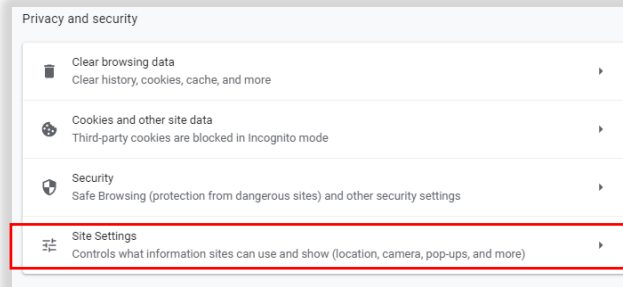 Privacy and security
Clear browsing data
Clear history, cookies, cache, and more
Cookies and other site data
Third-party cookies are blocked in Incognito mode
Security
Safe Browsing (protection from dangerous sites) and other security settings
Site Settings
Controls what information sites can use and show (location, camera, pop-ups, and more)